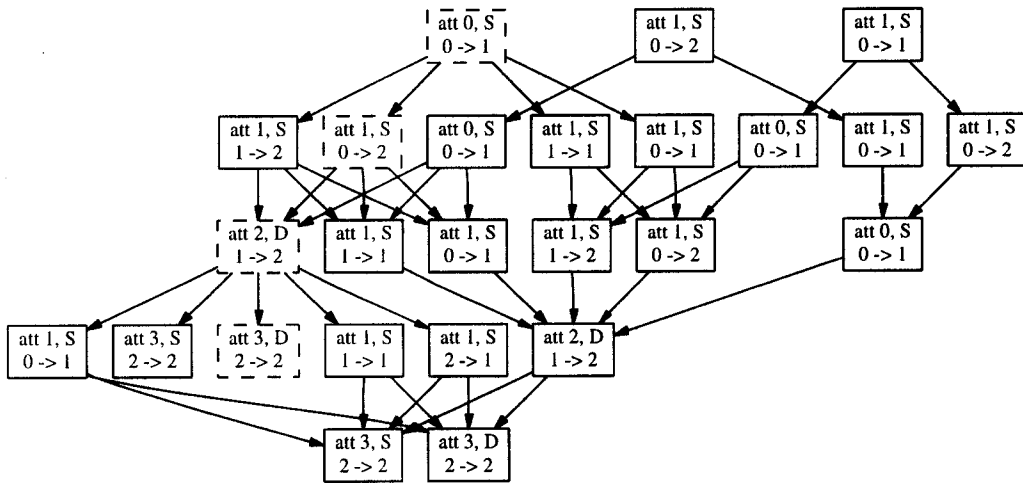 att 0, S
0 -> 1
att 1, S
0 -> 2
att 1, S
0 -> 1
att 1, S
1 -> 2
att 1, S
0 -> 2
att 0, S
0 -> 1
att 1, S
1 -> 1
att 1, S
0 -> 1
att 0, S
0 -> 1
att 1, S
0 -> 1
att 1, S
0 -> 2
att 2, D
1 -> 2
att 1, S
1 -> 1
att 1, S
0 -> 1
att 1, S
1 -> 2
att 1, S
0 -> 2
att 0, S
0 -> 1
att 1, S
0 -> 1
att 3, S
2 -> 2
att 3, D
2 -> 2
att 1, S
1 -> 1
att 1, S
2 -> 1
att 2, D
1 -> 2
att 3, S
2 -> 2
att 3, D
2 -> 2